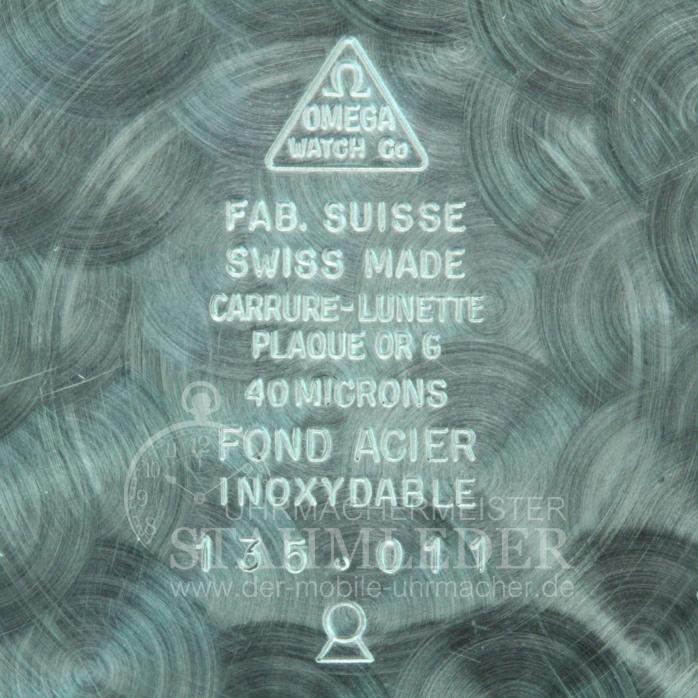 Ω
OMEGA
WATCH Co
FAB. SUISSE
SWISS MADE
CARRURE-LUNETTE
PLAQUE OR G
40 MICRONS
FOND ACIER
INOXYDABLE
UHRMACHERMEISTER
STAHMLEDER
135.011
www.der-mobile-uhrmacher.de